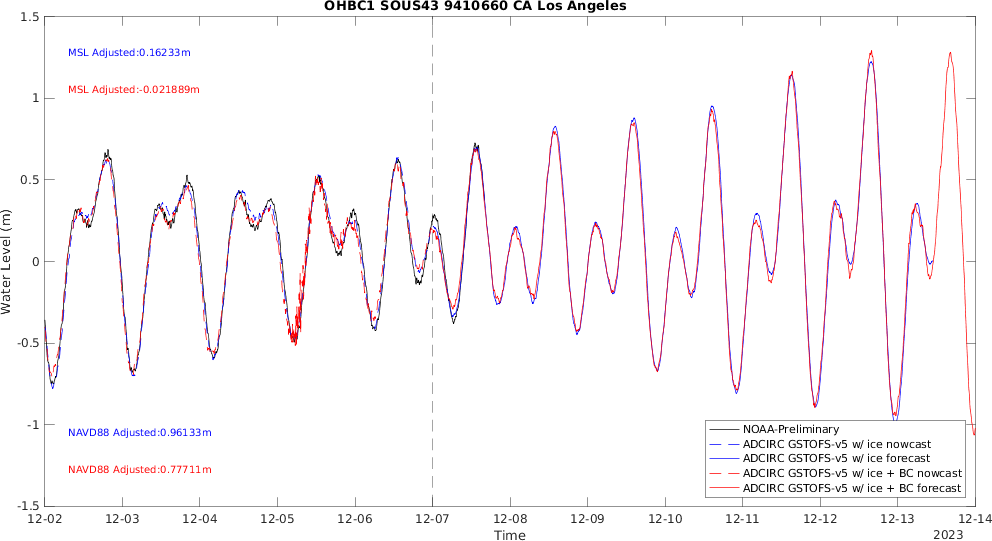 OHBC1 SOUS43 9410660 CA Los Angeles
1.5
1
0.5
0
-0.5
-1
-1.5
Water Level (m)
MSL Adjusted:0.16233m
MSL Adjusted:-0.021889m
NAVD88 Adjusted:0.96133m
NAVD88 Adjusted:0.77711m
NOAA-Preliminary
ADCIRC GSTOFS-v5 w/ ice nowcast
ADCIRC GSTOFS-v5 w/ ice forecast
ADCIRC GSTOFS-v5 w/ ice + BC nowcast
ADCIRC GSTOFS-v5 w/ ice + BC forecast
12-02 12-03 12-04 12-05 12-06 12-07 12-08 12-09 12-10 12-11 12-12 12-13 12-14
Time
2023